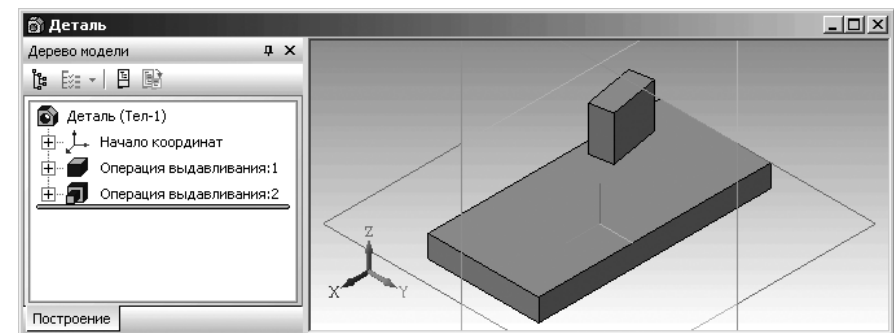 Деталь
Дерево модели
Деталь (Тел-1)
Начало координат
Операция выдавливания:1
Операция выдавливания:2
Построение
Z
X
Y